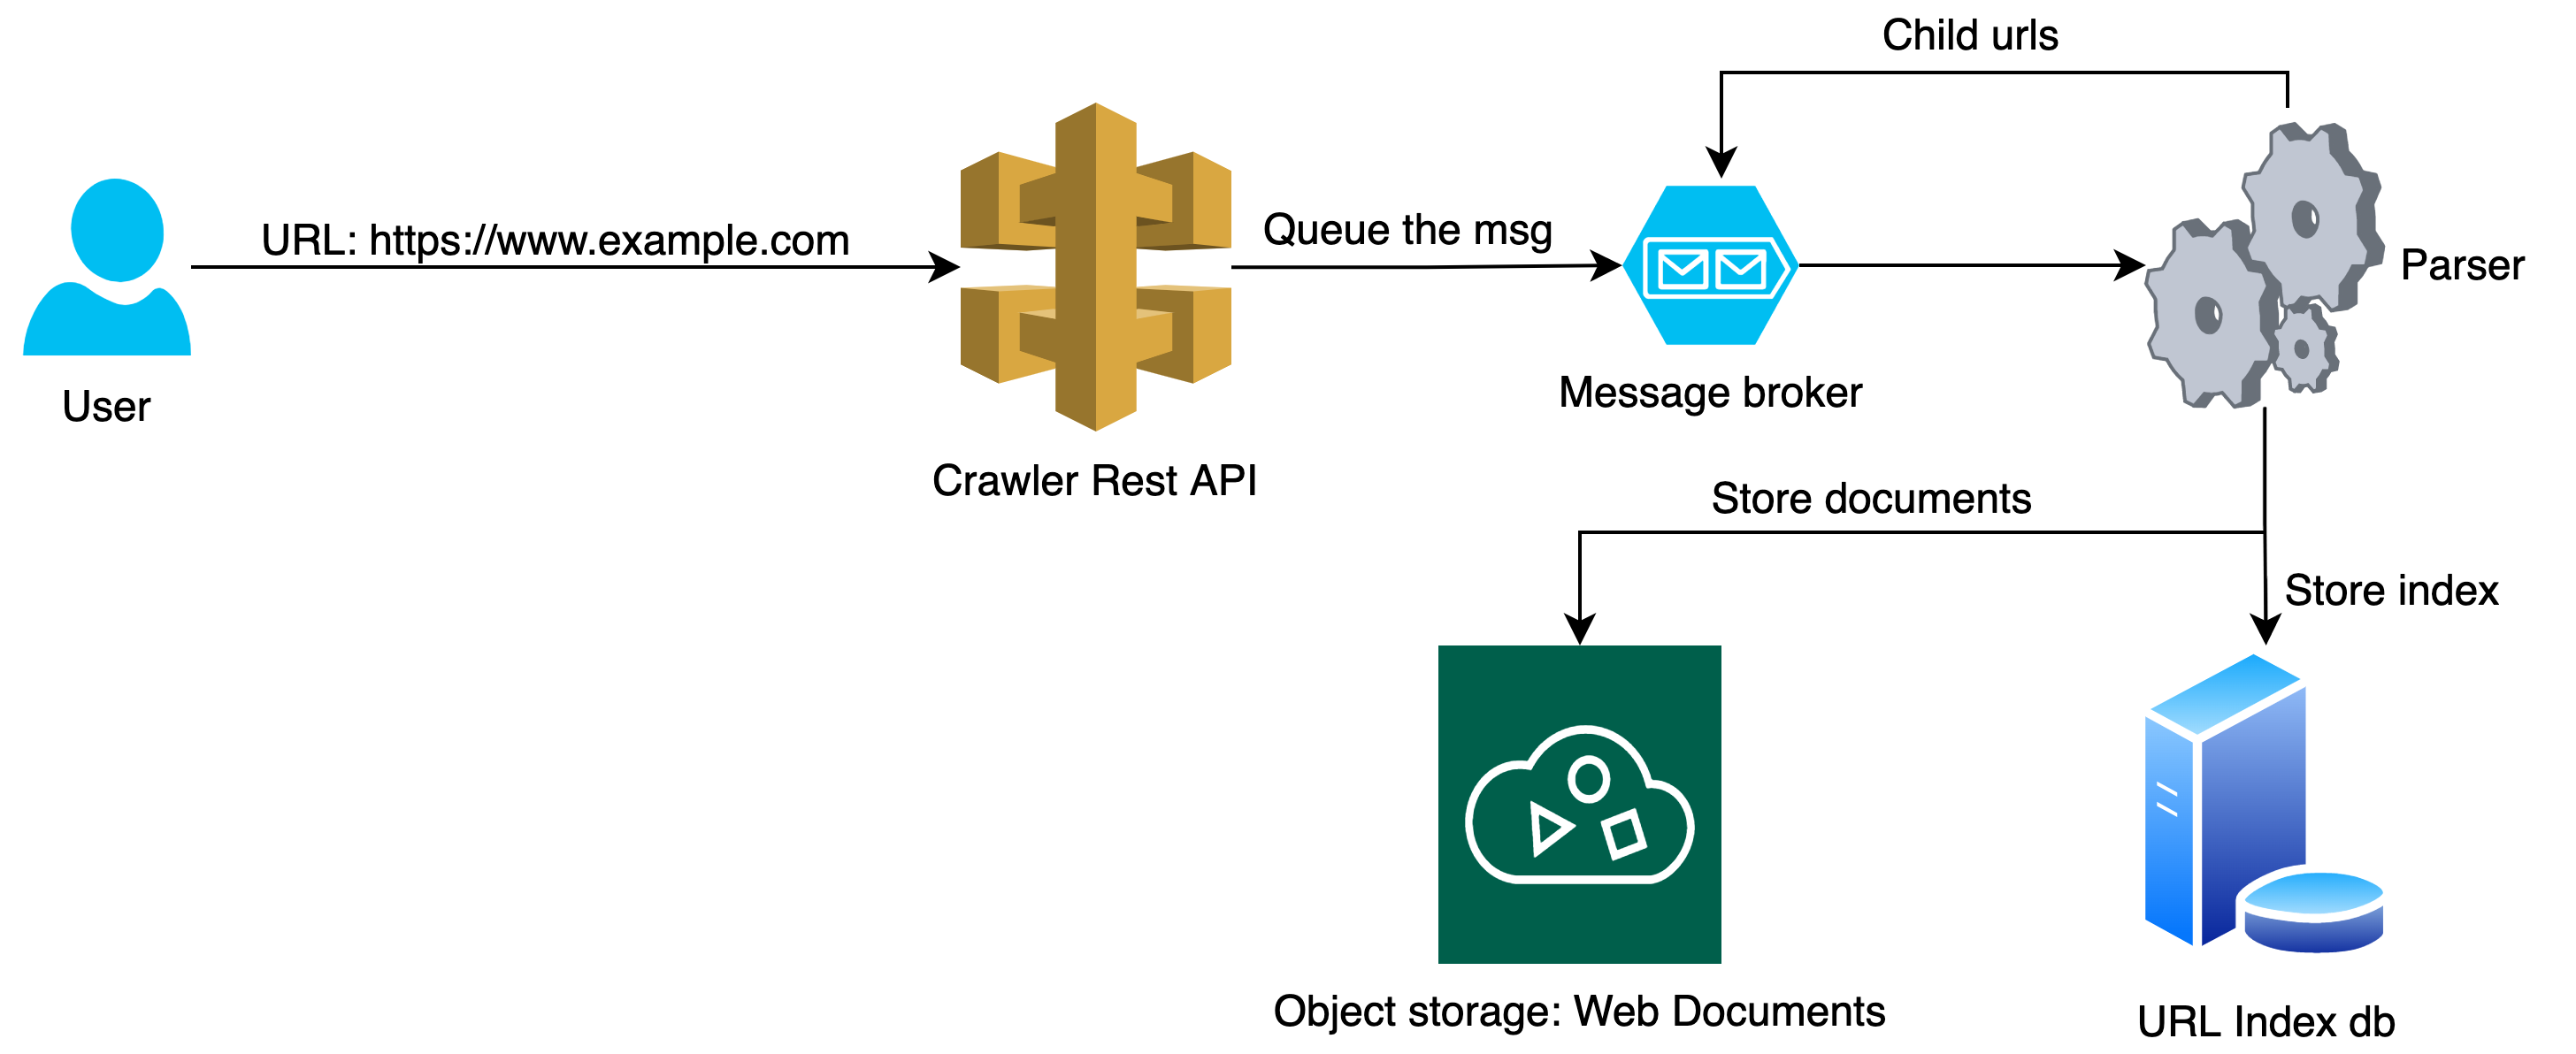 Child urls
URL: https://www.example.com
Queue the msg
Parser
User
Message broker
Crawler Rest API
Store documents
Store index
Object storage: Web Documents
URL Index db